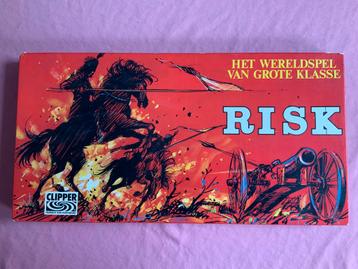 HET WERELDSPEL
VAN GROTE KLASSE
RISK
CLIPPER